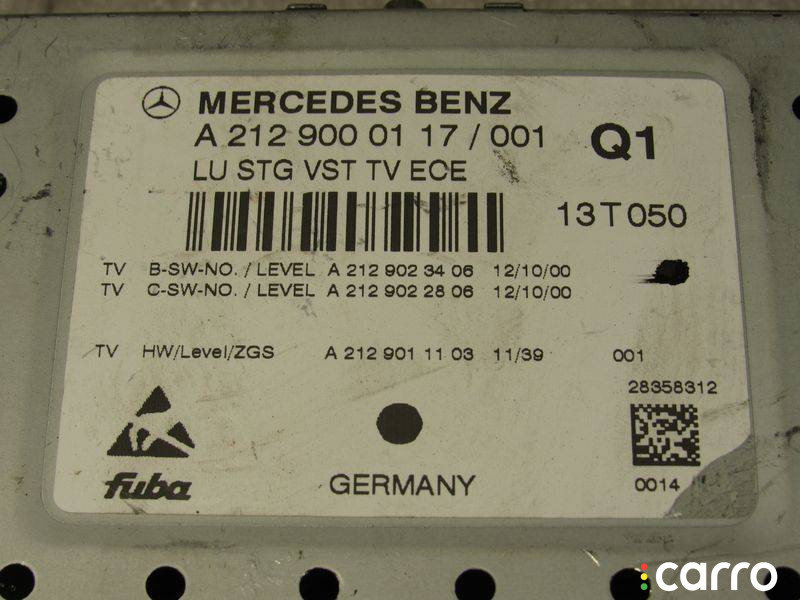 MERCEDES BENZ
A 212 900 01 17 / 001
Q1
LU STG VST TV ECE
13T050
TV B-SW-NO. / LEVEL A 212 902 34 06 12/10/00
TV C-SW-NO. / LEVEL A 212 902 28 06 12/10/00
TV HW/Level/ZGS A 212 901 11 03 11/39 001
28358312
fuba
GERMANY
0014
carro